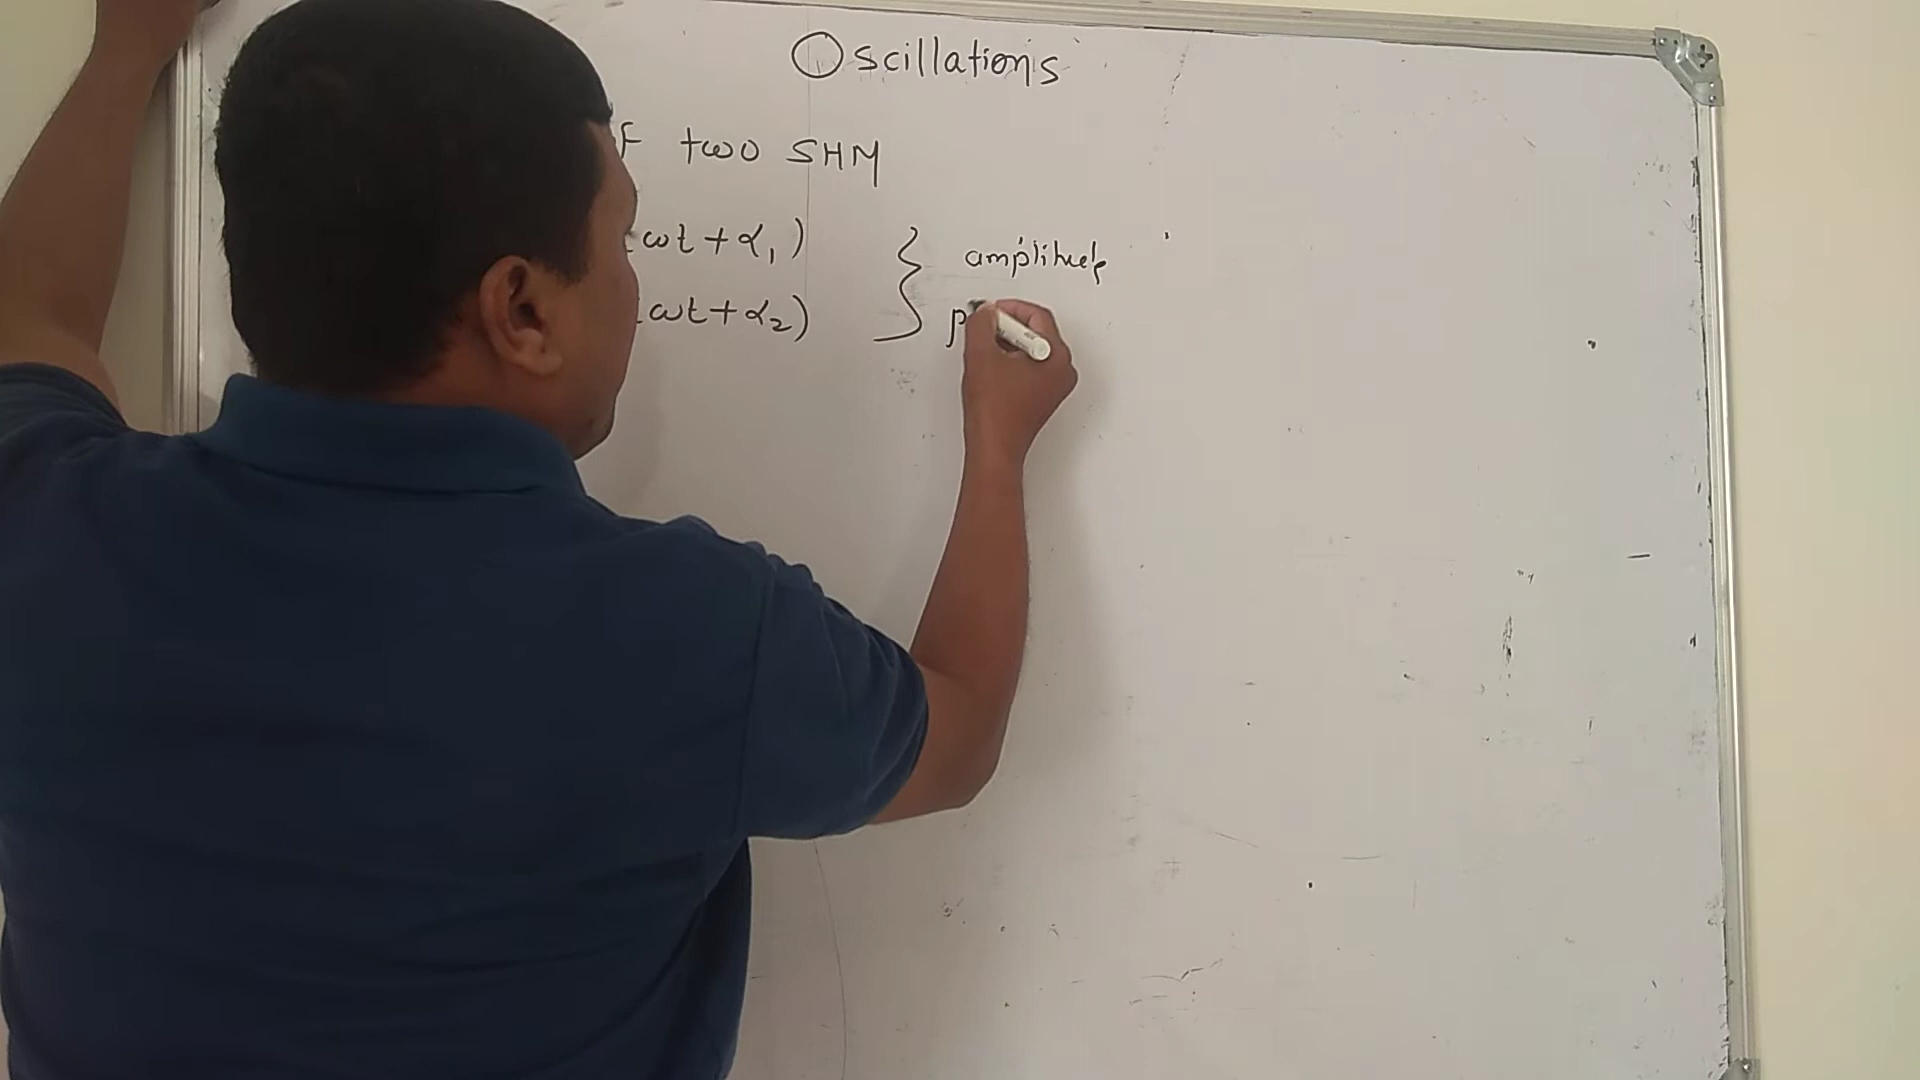 Oscillations
two SHM
ωt + α₁)
amplitude
ωt + α₂)
p